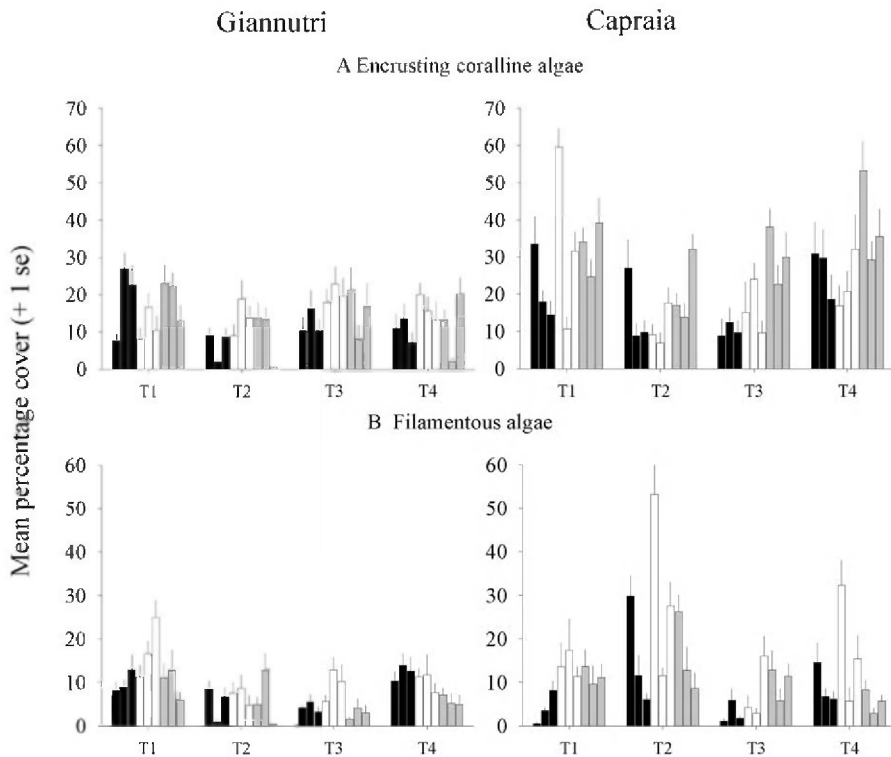 Giannutri Capraia
A Encrusting coralline algae
70 70
60 60
50 50
40 40
30 30
20 20
10 10
0 0
T1 T2 T3 T4 T1 T2 T3 T4
B Filamentous algae
60 60
50 50
40 40
30 30
20 20
10 10
0 0
T1 T2 T3 T4 T1 T2 T3 T4
Mean percentage cover (+ 1 se)